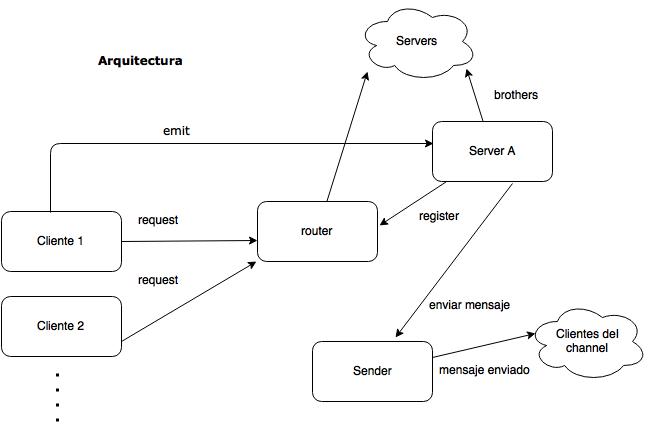 Servers
Arquitectura
brothers
emit
Server A
request
register
router
Cliente 1
request
enviar mensaje
Cliente 2
Clientes del
channel
Sender
mensaje enviado